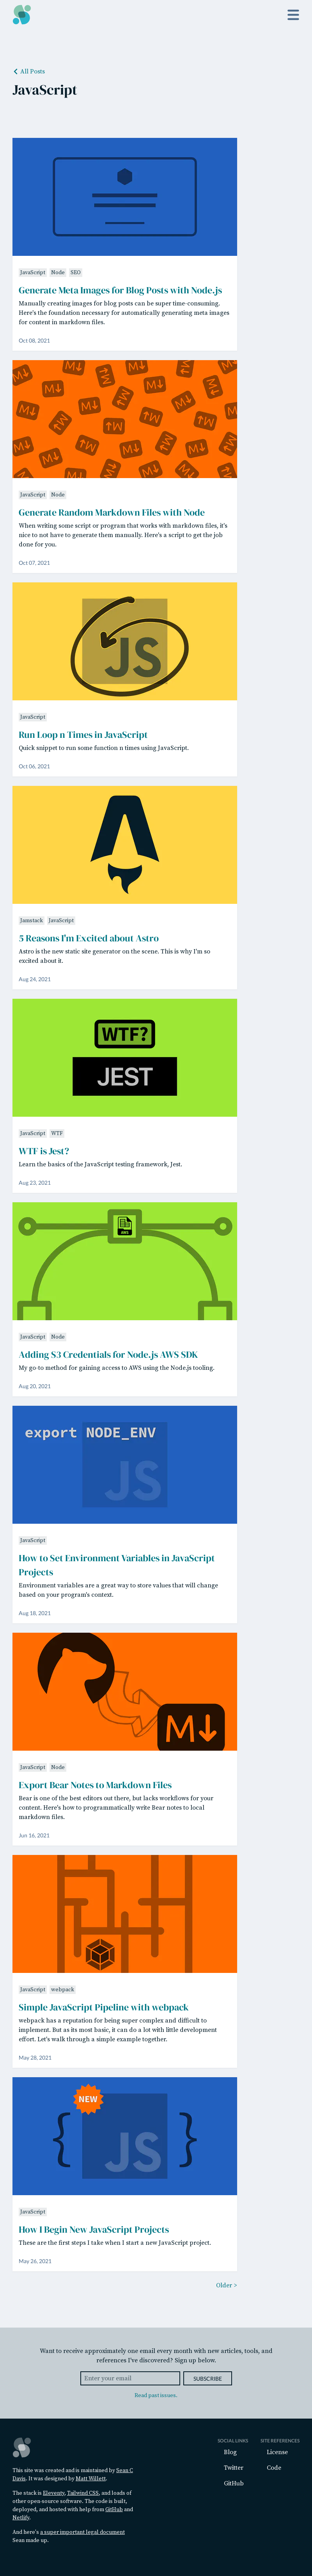 All Posts
JavaScript
JavaScript Node SEO
Generate Meta Images for Blog Posts with Node.js
Manually creating images for blog posts can be super time-consuming.
Here's the foundation necessary for automatically generating meta images
for content in markdown files.
Oct 08, 2021
M M M M M M M M M M M M M M M M M M M M M M M M
JavaScript Node
Generate Random Markdown Files with Node
When writing some script or program that works with markdown files, it's
nice to not have to generate them manually. Here's a script to get the job
done for you.
Oct 07, 2021
JS
JavaScript
Run Loop n Times in JavaScript
Quick snippet to run some function n times using JavaScript.
Oct 06, 2021
Jamstack JavaScript
5 Reasons I'm Excited about Astro
Astro is the new static site generator on the scene. This is why I'm so
excited about it.
Aug 24, 2021
WTF?
JEST
JavaScript WTF
WTF is Jest?
Learn the basics of the JavaScript testing framework, Jest.
Aug 23, 2021
AWS
JavaScript Node
Adding S3 Credentials for Node.js AWS SDK
My go-to method for gaining access to AWS using the Node.js tooling.
Aug 20, 2021
export NODE_ENV
JS
JavaScript
How to Set Environment Variables in JavaScript
Projects
Environment variables are a great way to store values that will change
based on your program's context.
Aug 18, 2021
M
JavaScript Node
Export Bear Notes to Markdown Files
Bear is one of the best editors out there, but lacks workflows for your
content. Here's how to programmatically write Bear notes to local
markdown files.
Jun 16, 2021
JavaScript webpack
Simple JavaScript Pipeline with webpack
webpack has a reputation for being super complex and difficult to
implement. But as its most basic, it can do a lot with little development
effort. Let's walk through a simple example together.
May 28, 2021
NEW
{ JS }
JavaScript
How I Begin New JavaScript Projects
These are the first steps I take when I start a new JavaScript project.
May 26, 2021
Older >
Want to receive approximately one email every month with new articles, tools, and
references I've discovered? Sign up below.
Enter your email SUBSCRIBE
Read past issues.
This site was created and is maintained by Sean C
Davis. It was designed by Matt Willett.
The stack is Eleventy, Tailwind CSS, and loads of
other open-source software. The code is built,
deployed, and hosted with help from GitHub and
Netlify.
And here's a super important legal document
Sean made up.
SOCIAL LINKS
Blog
Twitter
GitHub
SITE REFERENCES
License
Code